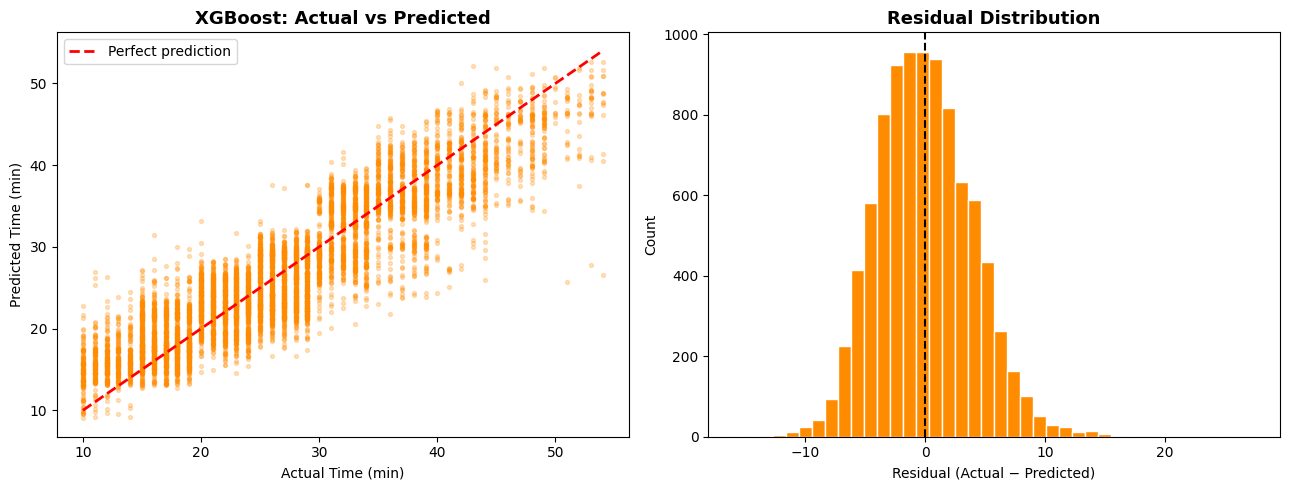 XGBoost: Actual vs Predicted
Perfect prediction
Predicted Time (min)
50
40
30
20
10
10 20 30 40 50
Actual Time (min)
Residual Distribution
Count
1000
800
600
400
200
0
−10 0 10 20
Residual (Actual − Predicted)